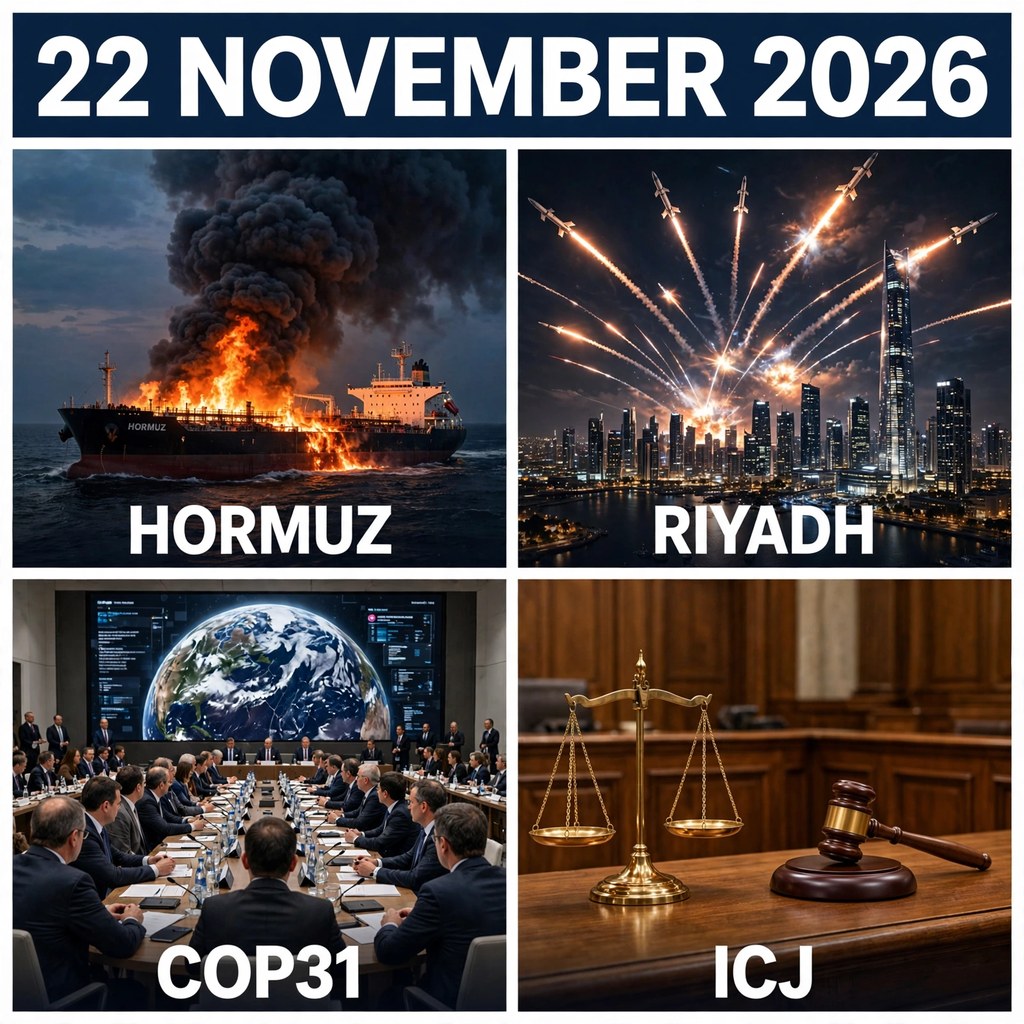 22 NOVEMBER 2026
HORMUZ
HORMUZ
RIYADH
COP31
ICJ